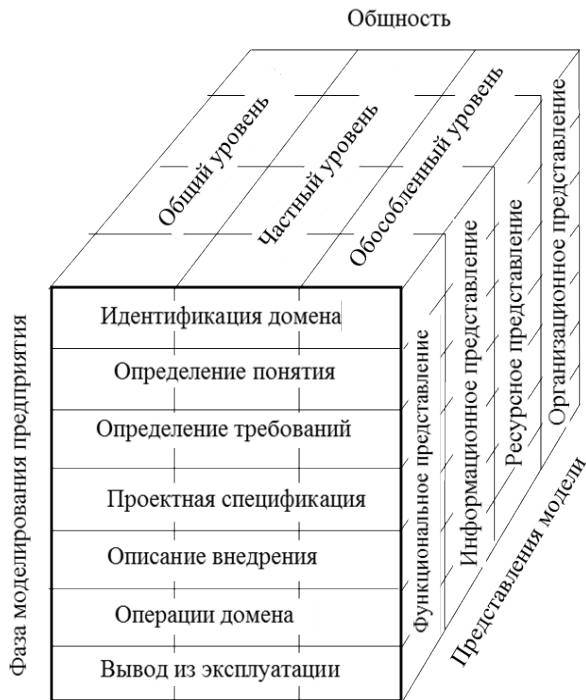 Общность
Общий уровень
Частный уровень
Обособленный уровень
Фаза моделирования предприятия
Идентификация домена
Определение понятия
Определение требований
Проектная спецификация
Описание внедрения
Операции домена
Вывод из эксплуатации
Функциональное представление
Информационное представление
Ресурсное представление
Организационное представление
Представления модели